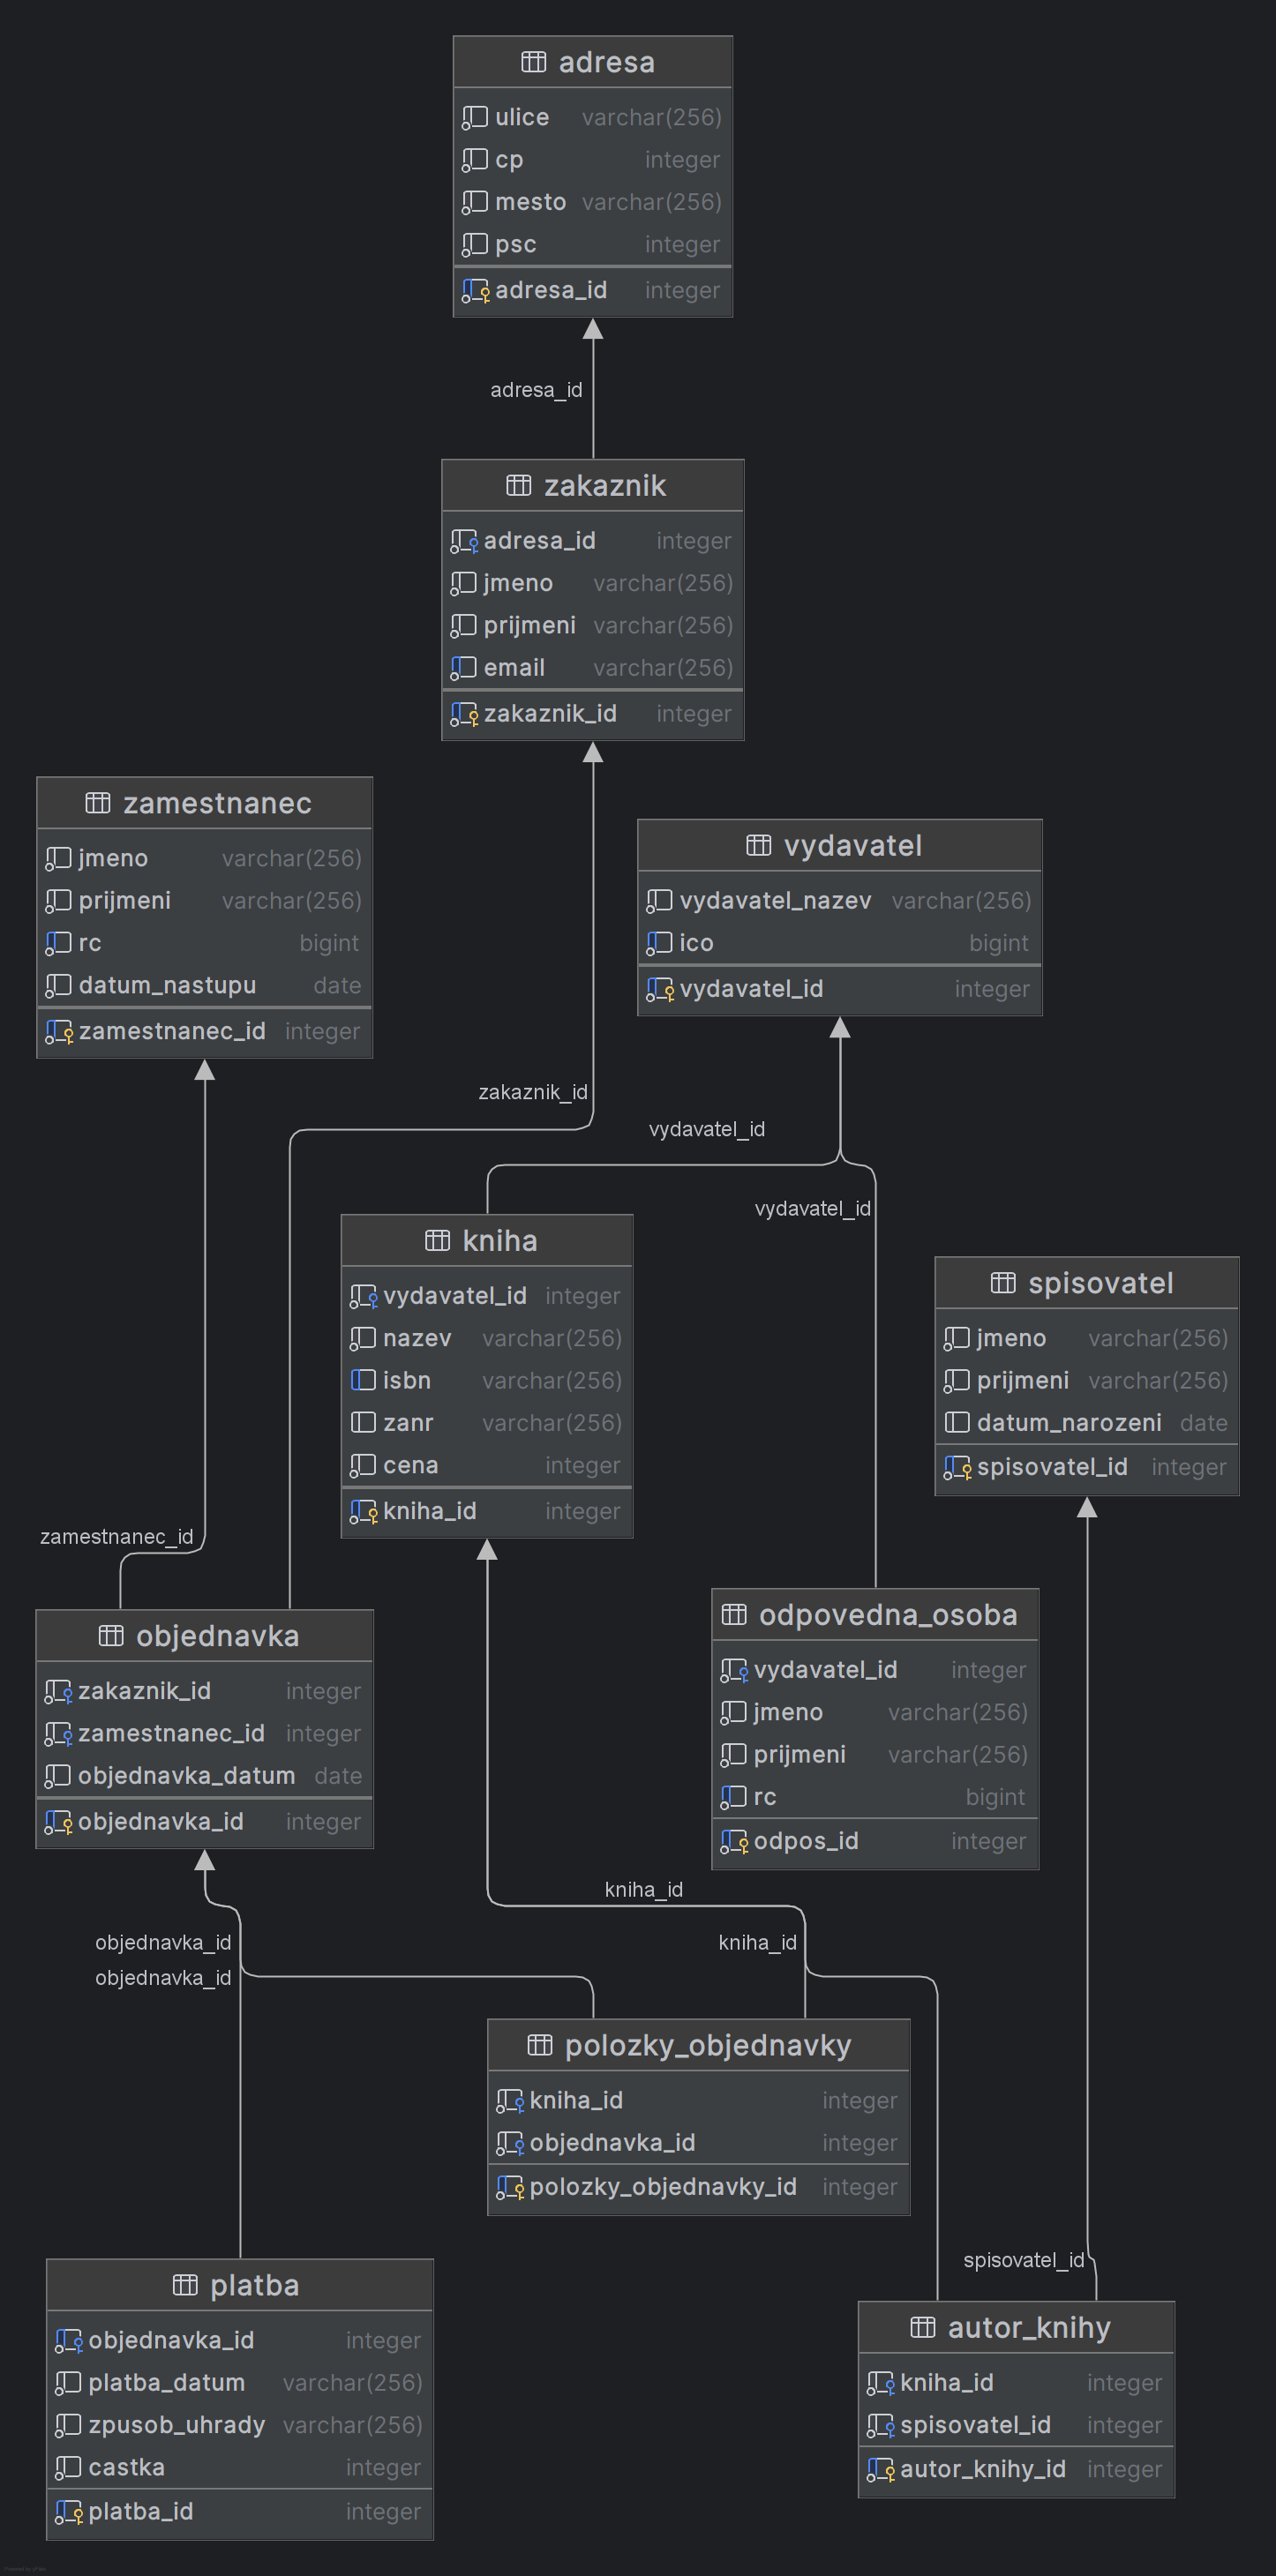 adresa
ulice varchar(256)
cp integer
mesto varchar(256)
psc integer
adresa_id integer
adresa_id
zakaznik
adresa_id integer
jmeno varchar(256)
prijmeni varchar(256)
email varchar(256)
zakaznik_id integer
zamestnanec
jmeno varchar(256)
prijmeni varchar(256)
rc bigint
datum_nastupu date
zamestnanec_id integer
vydavatel
vydavatel_nazev varchar(256)
ico bigint
vydavatel_id integer
zakaznik_id
vydavatel_id
vydavatel_id
kniha
vydavatel_id integer
nazev varchar(256)
isbn varchar(256)
zanr varchar(256)
cena integer
kniha_id integer
spisovatel
jmeno varchar(256)
prijmeni varchar(256)
datum_narozeni date
spisovatel_id integer
zamestnanec_id
objednavka
zakaznik_id integer
zamestnanec_id integer
objednavka_datum date
objednavka_id integer
odpovedna_osoba
vydavatel_id integer
jmeno varchar(256)
prijmeni varchar(256)
rc bigint
odpos_id integer
kniha_id
objednavka_id
kniha_id
objednavka_id
polozky_objednavky
kniha_id integer
objednavka_id integer
polozky_objednavky_id integer
spisovatel_id
platba
objednavka_id integer
platba_datum varchar(256)
zpusob_uhrady varchar(256)
castka integer
platba_id integer
autor_knihy
kniha_id integer
spisovatel_id integer
autor_knihy_id integer